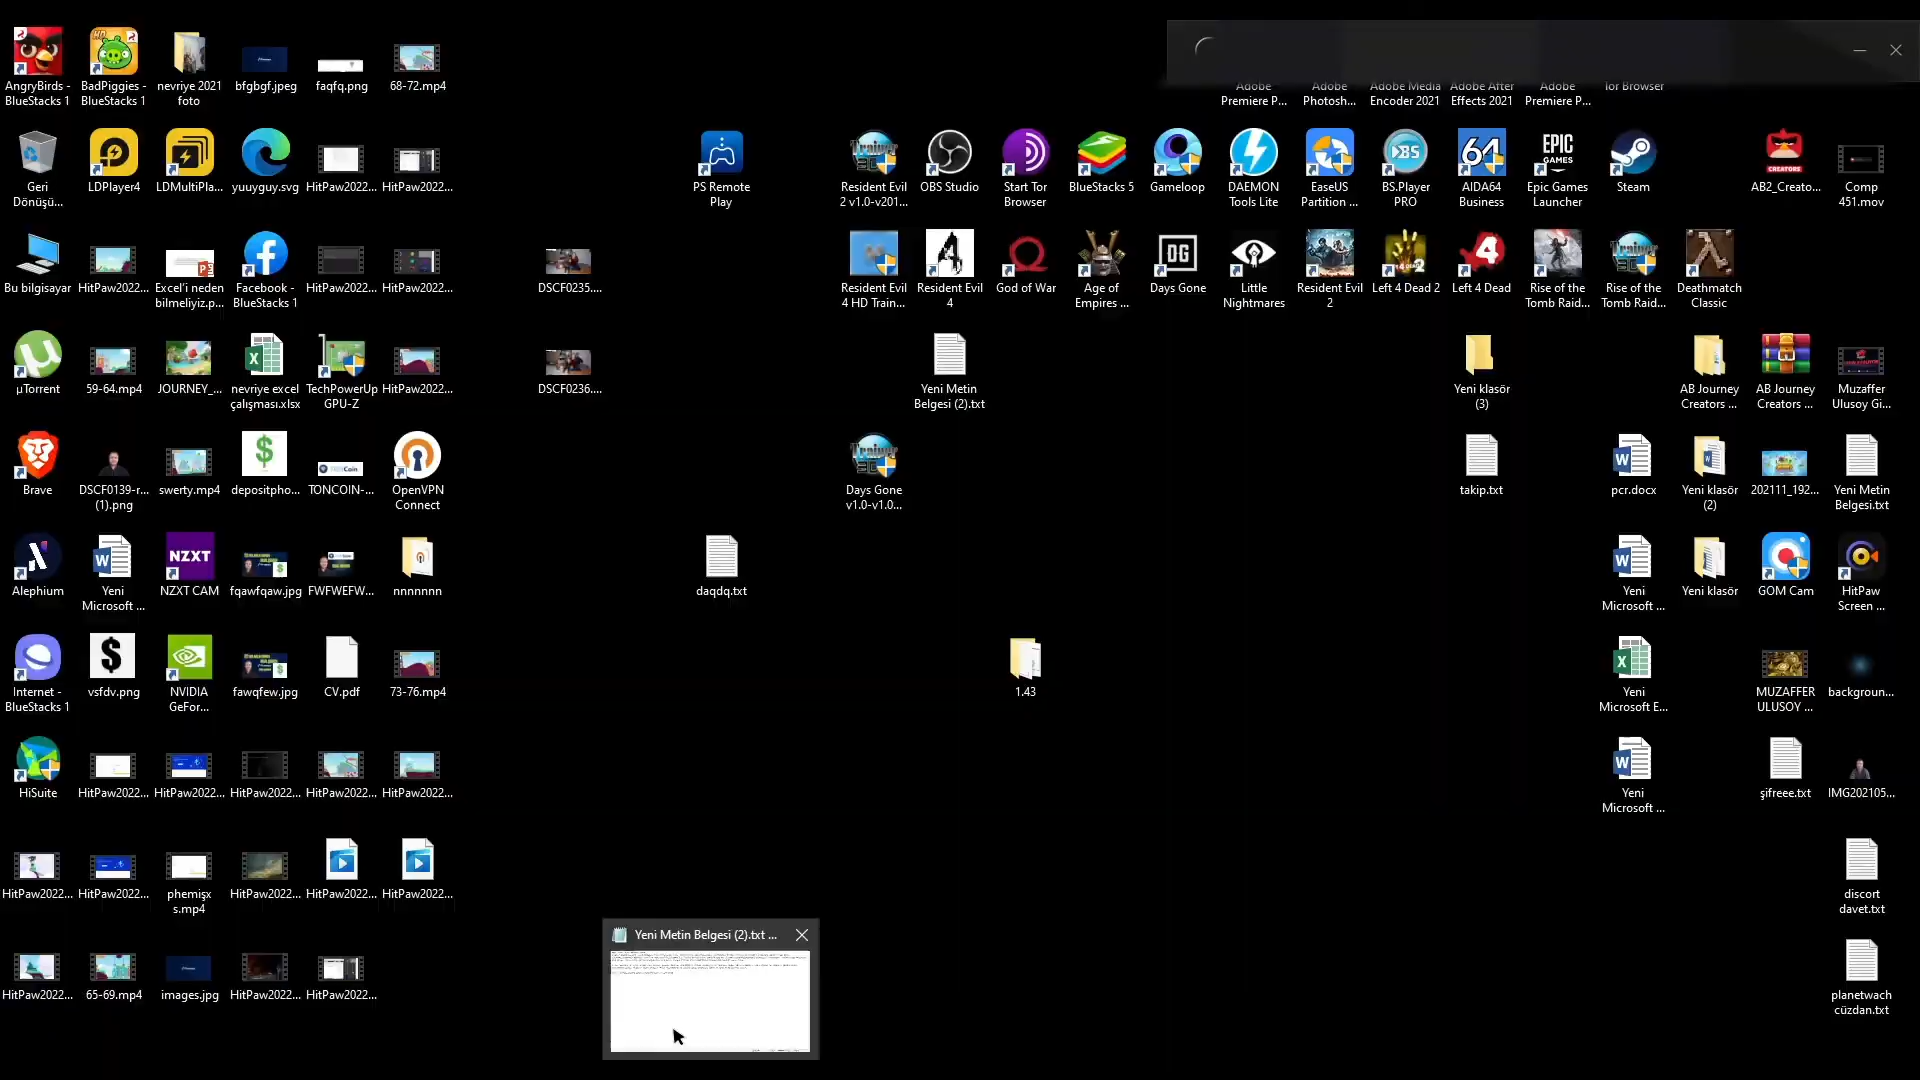 AngryBirds -
BlueStacks 1
BadPiggies -
BlueStacks 1
nevriye 2021
foto
bfgbgf.jpeg
faqfq.png
68-72.mp4
Adobe
Premiere P...
Adobe
Photosh...
Adobe Media
Encoder 2021
Adobe After
Effects 2021
Adobe
Premiere P...
Tor Browser
Geri
Dönüşü...
LDPlayer4
LDMultiPla...
yuuyguy.svg
HitPaw2022...
HitPaw2022...
PS Remote
Play
Resident Evil
2 v1.0-v201...
OBS Studio
Start Tor
Browser
BlueStacks 5
Gameloop
DAEMON
Tools Lite
EaseUS
Partition ...
BS.Player
PRO
AIDA64
Business
EPIC
GAMES
Epic Games
Launcher
Steam
AB2_Creato...
Comp
451.mov
Bu bilgisayar
HitPaw2022...
Excel'i neden
bilmeliyiz.p...
Facebook -
BlueStacks 1
HitPaw2022...
HitPaw2022...
DSCF0235....
Resident Evil
4 HD Train...
Resident Evil
4
God of War
Age of
Empires ...
DG
Days Gone
Little
Nightmares
Resident Evil
2
Left 4 Dead 2
Left 4 Dead
Rise of the
Tomb Raid...
Rise of the
Tomb Raid...
Deathmatch
Classic
µTorrent
59-64.mp4
JOURNEY_...
nevriye excel
çalışması.xlsx
TechPowerUp
GPU-Z
HitPaw2022...
DSCF0236....
Yeni Metin
Belgesi (2).txt
Yeni klasör
(3)
AB Journey
Creators ...
AB Journey
Creators ...
Muzaffer
Ulusoy Gi...
Brave
DSCF0139-r...
(1).png
swerty.mp4
depositpho...
TONCOIN-...
OpenVPN
Connect
Days Gone
v1.0-v1.0...
takip.txt
pcr.docx
Yeni klasör
(2)
202111_192...
Yeni Metin
Belgesi.txt
Alephium
Yeni
Microsoft ...
NZXT
NZXT CAM
fqawfqaw.jpg
FWFWEFW...
nnnnnnn
daqdq.txt
Yeni
Microsoft ...
Yeni klasör
GOM Cam
HitPaw
Screen ...
Internet -
BlueStacks 1
vsfdv.png
NVIDIA
GeFor...
fawqfew.jpg
CV.pdf
73-76.mp4
1.43
Yeni
Microsoft E...
MUZAFFER
ULUSOY ...
backgroun...
HiSuite
HitPaw2022...
HitPaw2022...
HitPaw2022...
HitPaw2022...
HitPaw2022...
Yeni
Microsoft ...
şifreee.txt
IMG202105...
HitPaw2022...
HitPaw2022...
phemişx
s.mp4
HitPaw2022...
HitPaw2022...
HitPaw2022...
discort
davet.txt
Yeni Metin Belgesi (2).txt ...
HitPaw2022...
65-69.mp4
images.jpg
HitPaw2022...
HitPaw2022...
planetwach
cüzdan.txt